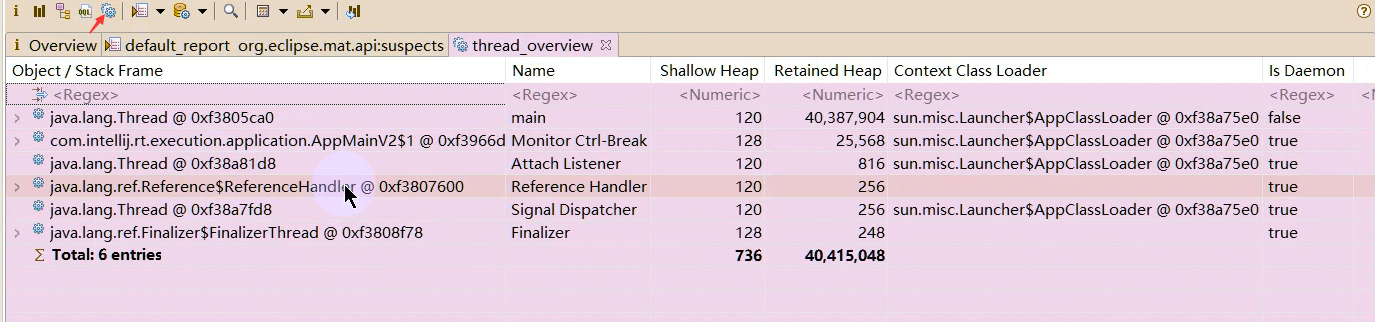 i OQL ?
i Overview default_report org.eclipse.mat.api:suspects thread_overview
Object / Stack Frame Name Shallow Heap Retained Heap Context Class Loader Is Daemon
<Regex> <Regex> <Numeric> <Numeric> <Regex> <Regex> <N
java.lang.Thread @ 0xf3805ca0 main 120 40,387,904 sun.misc.Launcher$AppClassLoader @ 0xf38a75e0 false
com.intellij.rt.execution.application.AppMainV2$1 @ 0xf3966d Monitor Ctrl-Break 128 25,568 sun.misc.Launcher$AppClassLoader @ 0xf38a75e0 true
java.lang.Thread @ 0xf38a81d8 Attach Listener 120 816 sun.misc.Launcher$AppClassLoader @ 0xf38a75e0 true
java.lang.ref.Reference$ReferenceHandler @ 0xf3807600 Reference Handler 120 256 true
java.lang.Thread @ 0xf38a7fd8 Signal Dispatcher 120 256 sun.misc.Launcher$AppClassLoader @ 0xf38a75e0 true
java.lang.ref.Finalizer$FinalizerThread @ 0xf3808f78 Finalizer 128 248 true
Σ Total: 6 entries 736 40,415,048